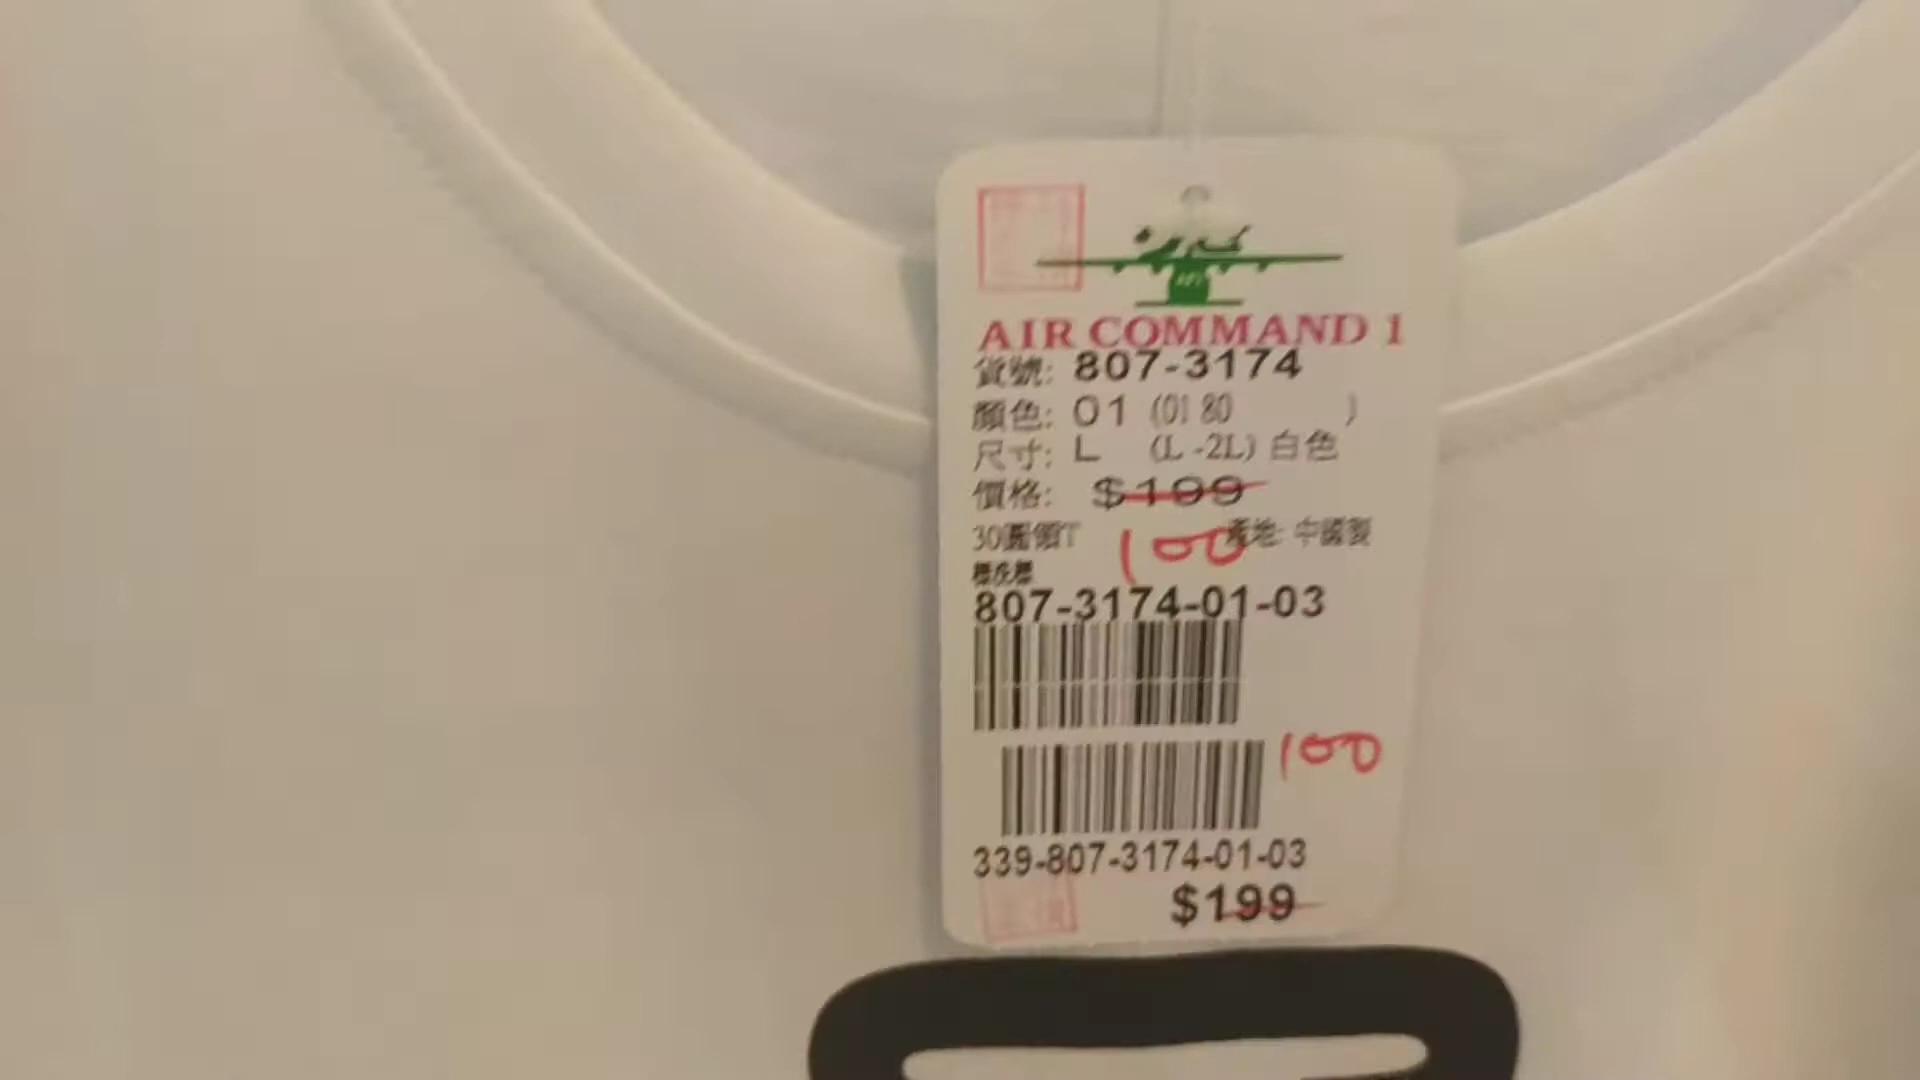 AIR COMMAND 1
貨號: 807-3174
顏色: 01 (01 80 )
尺寸: L (L -2L) 白色
價格: $199
30圓領T 100 產地: 中國製
807-3174-01-03
100
339-807-3174-01-03
$199